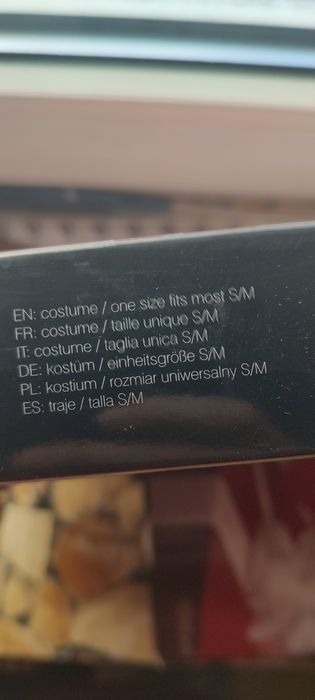 EN: costume / one size fits most S/M
FR: costume / taille unique S/M
IT: costume / taglia unica S/M
DE: kostüm / einheitsgröße S/M
PL: kostium / rozmiar uniwersalny S/M
ES: traje / talla S/M